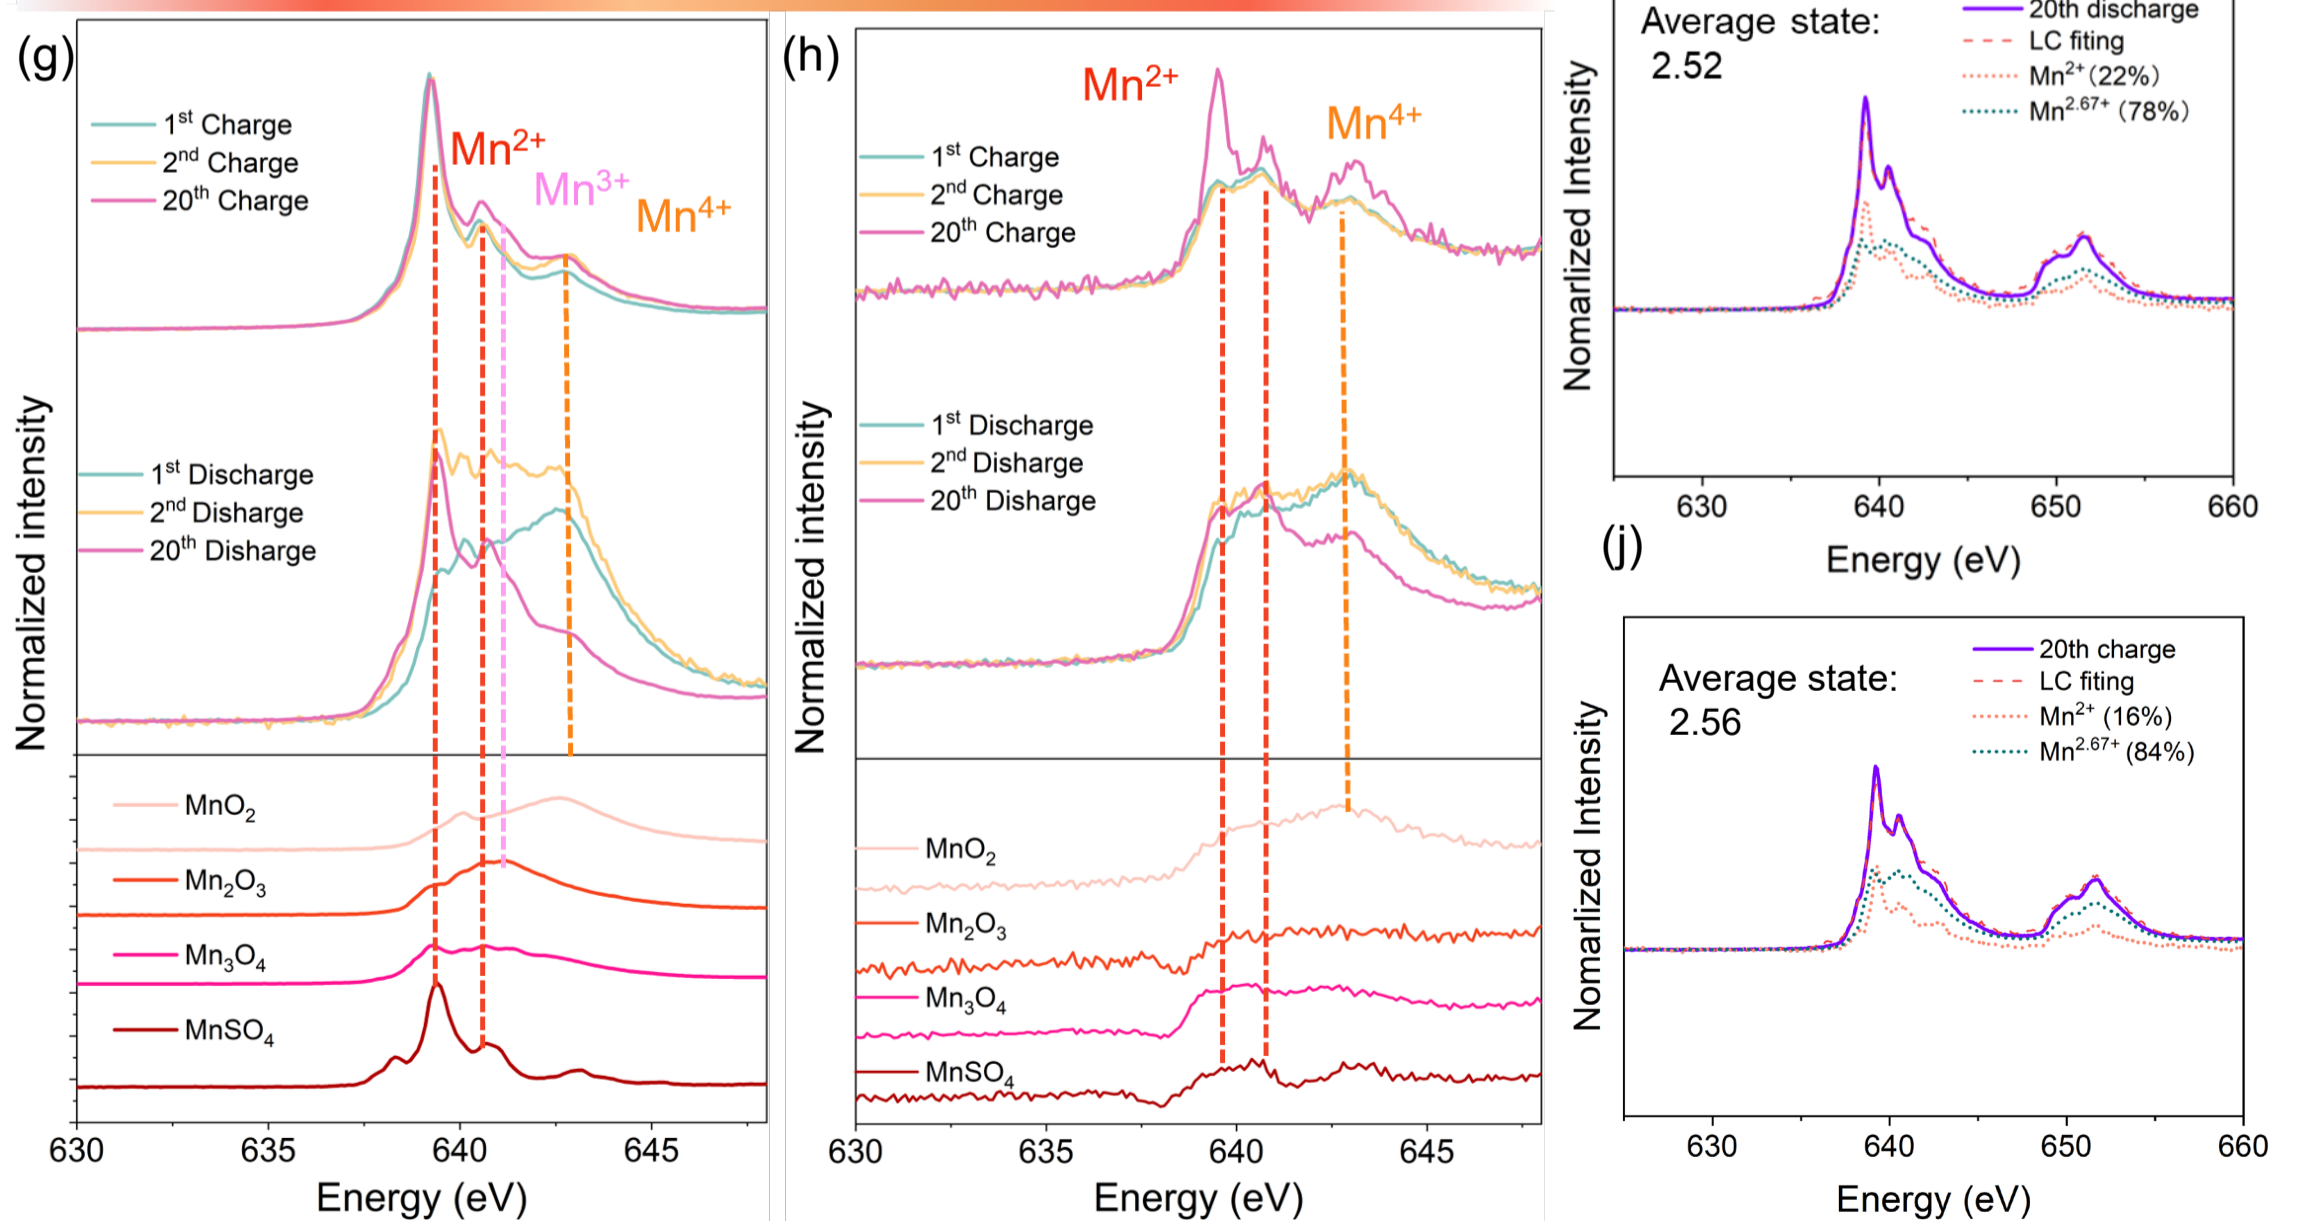 (g)
1st Charge
2nd Charge
20th Charge
Mn2+
Mn3+
Mn4+
1st Discharge
2nd Disharge
20th Disharge
Normalized intensity
MnO2
Mn2O3
Mn3O4
MnSO4
630 635 640 645
Energy (eV)
(h)
Mn2+
Mn4+
1st Charge
2nd Charge
20th Charge
1st Discharge
2nd Disharge
20th Disharge
Normalized intensity
MnO2
Mn2O3
Mn3O4
MnSO4
630 635 640 645
Energy (eV)
Average state:
2.52
20th discharge
LC fiting
Mn2+ (22%)
Mn2.67+ (78%)
Nomarlized Intensity
630 640 650 660
Energy (eV)
(j)
Average state:
2.56
20th charge
LC fiting
Mn2+ (16%)
Mn2.67+ (84%)
Nomarlized Intensity
630 640 650 660
Energy (eV)